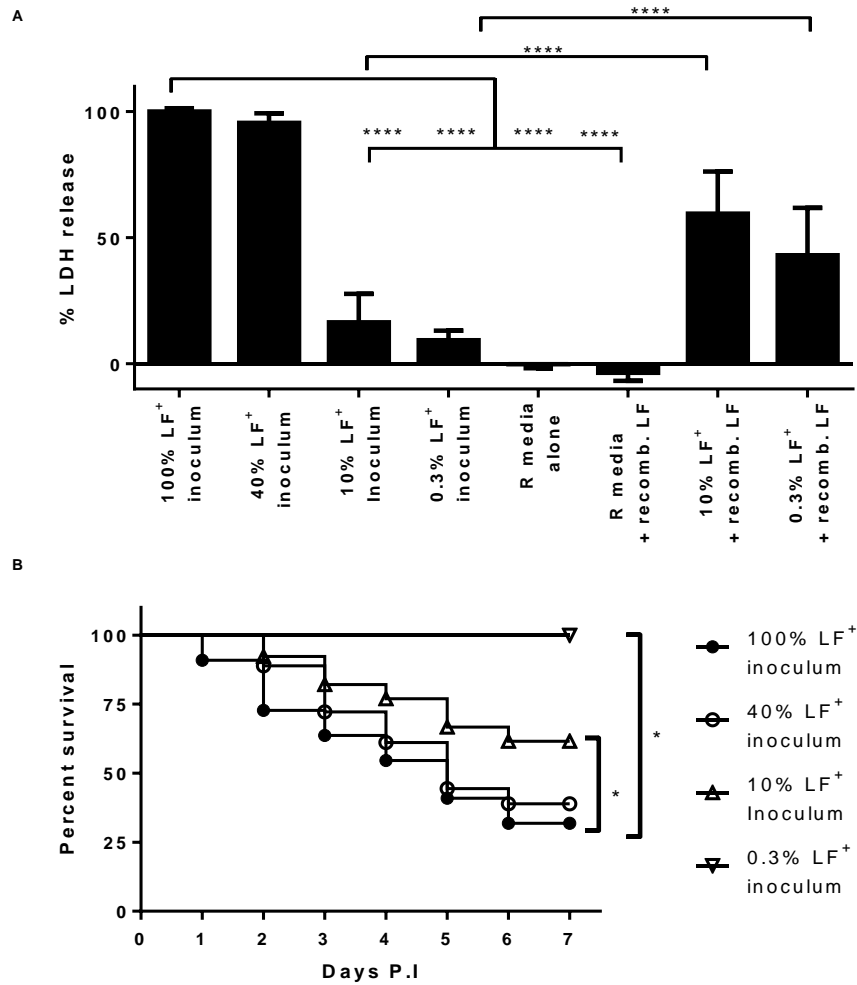 A
****
****
**** **** **** ****
% LDH release
100
50
0
100% LF+
inoculum
40% LF+
inoculum
10% LF+
Inoculum
0.3% LF+
inoculum
R media
alone
R media
+ recomb. LF
10% LF+
+ recomb. LF
0.3% LF+
+ recomb. LF
B
Percent survival
100
75
50
25
0
*
*
0 1 2 3 4 5 6 7
Days P.I
100% LF+
inoculum
40% LF+
inoculum
10% LF+
Inoculum
0.3% LF+
inoculum